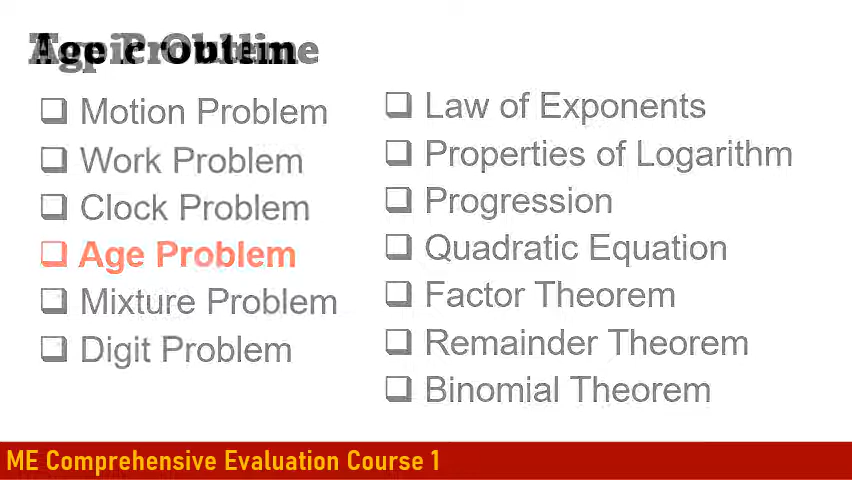 Motion Problem
Work Problem
Clock Problem
Age Problem
Mixture Problem
Digit Problem
Law of Exponents
Properties of Logarithm
Progression
Quadratic Equation
Factor Theorem
Remainder Theorem
Binomial Theorem
ME Comprehensive Evaluation Course 1